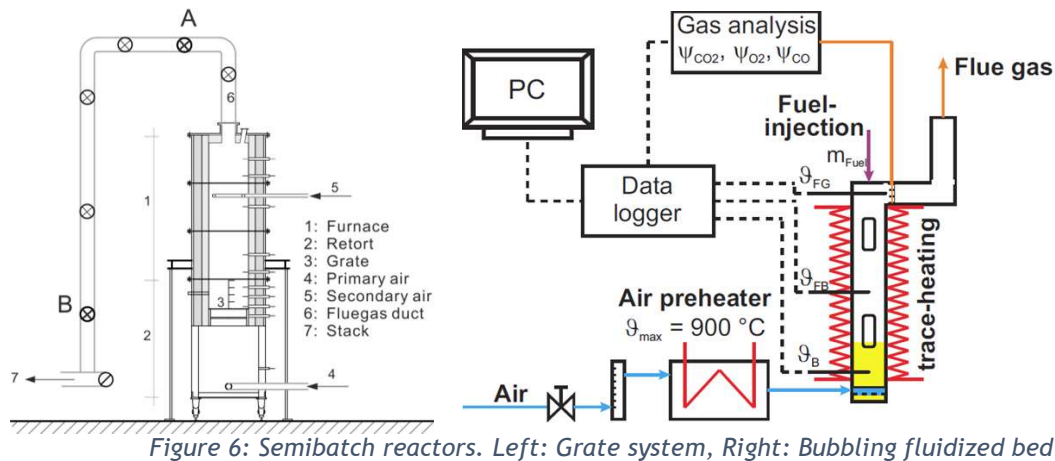 A
6
1
5
1: Furnace
2: Retort
3: Grate
4: Primary air
5: Secondary air
6: Fluegas duct
7: Stack
3
B
2
7
4
Gas analysis
ψCO2, ψO2, ψCO
Flue gas
PC
Fuel-
injection
mFuel
Data
logger
ϑFG
ϑFB
ϑB
trace-heating
Air preheater
ϑmax = 900 °C
Air
Figure 6: Semibatch reactors. Left: Grate system, Right: Bubbling fluidized bed